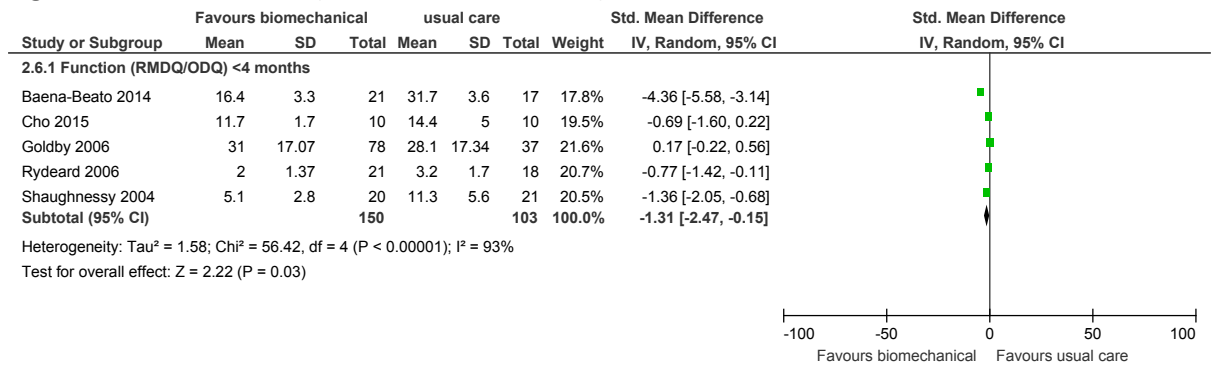 Favours biomechanical usual care Std. Mean Difference Std. Mean Difference
Study or Subgroup Mean SD Total Mean SD Total Weight IV, Random, 95% CI IV, Random, 95% CI
2.6.1 Function (RMDQ/ODQ) <4 months
Baena-Beato 2014 16.4 3.3 21 31.7 3.6 17 17.8% -4.36 [-5.58, -3.14]
Cho 2015 11.7 1.7 10 14.4 5 10 19.5% -0.69 [-1.60, 0.22]
Goldby 2006 31 17.07 78 28.1 17.34 37 21.6% 0.17 [-0.22, 0.56]
Rydeard 2006 2 1.37 21 3.2 1.7 18 20.7% -0.77 [-1.42, -0.11]
Shaughnessy 2004 5.1 2.8 20 11.3 5.6 21 20.5% -1.36 [-2.05, -0.68]
Subtotal (95% CI) 150 103 100.0% -1.31 [-2.47, -0.15]
Heterogeneity: Tau² = 1.58; Chi² = 56.42, df = 4 (P < 0.00001); I² = 93%
Test for overall effect: Z = 2.22 (P = 0.03)
-100 -50 0 50 100
Favours biomechanical Favours usual care